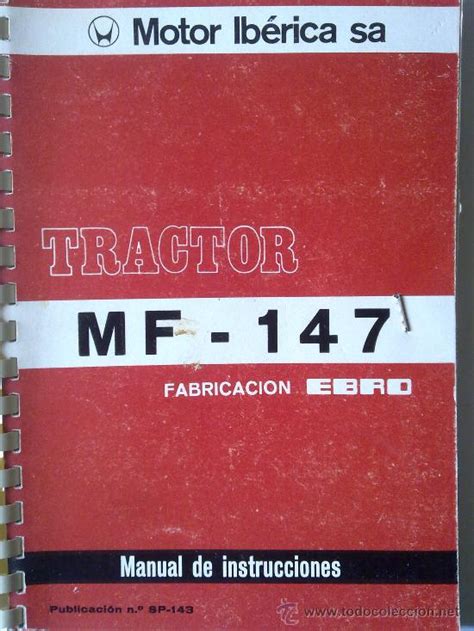 Motor Ibérica sa
TRACTOR
MF - 147
FABRICACION EBRO
Manual de instrucciones
Publicación n.º SP-143
www.todocoleccion.net